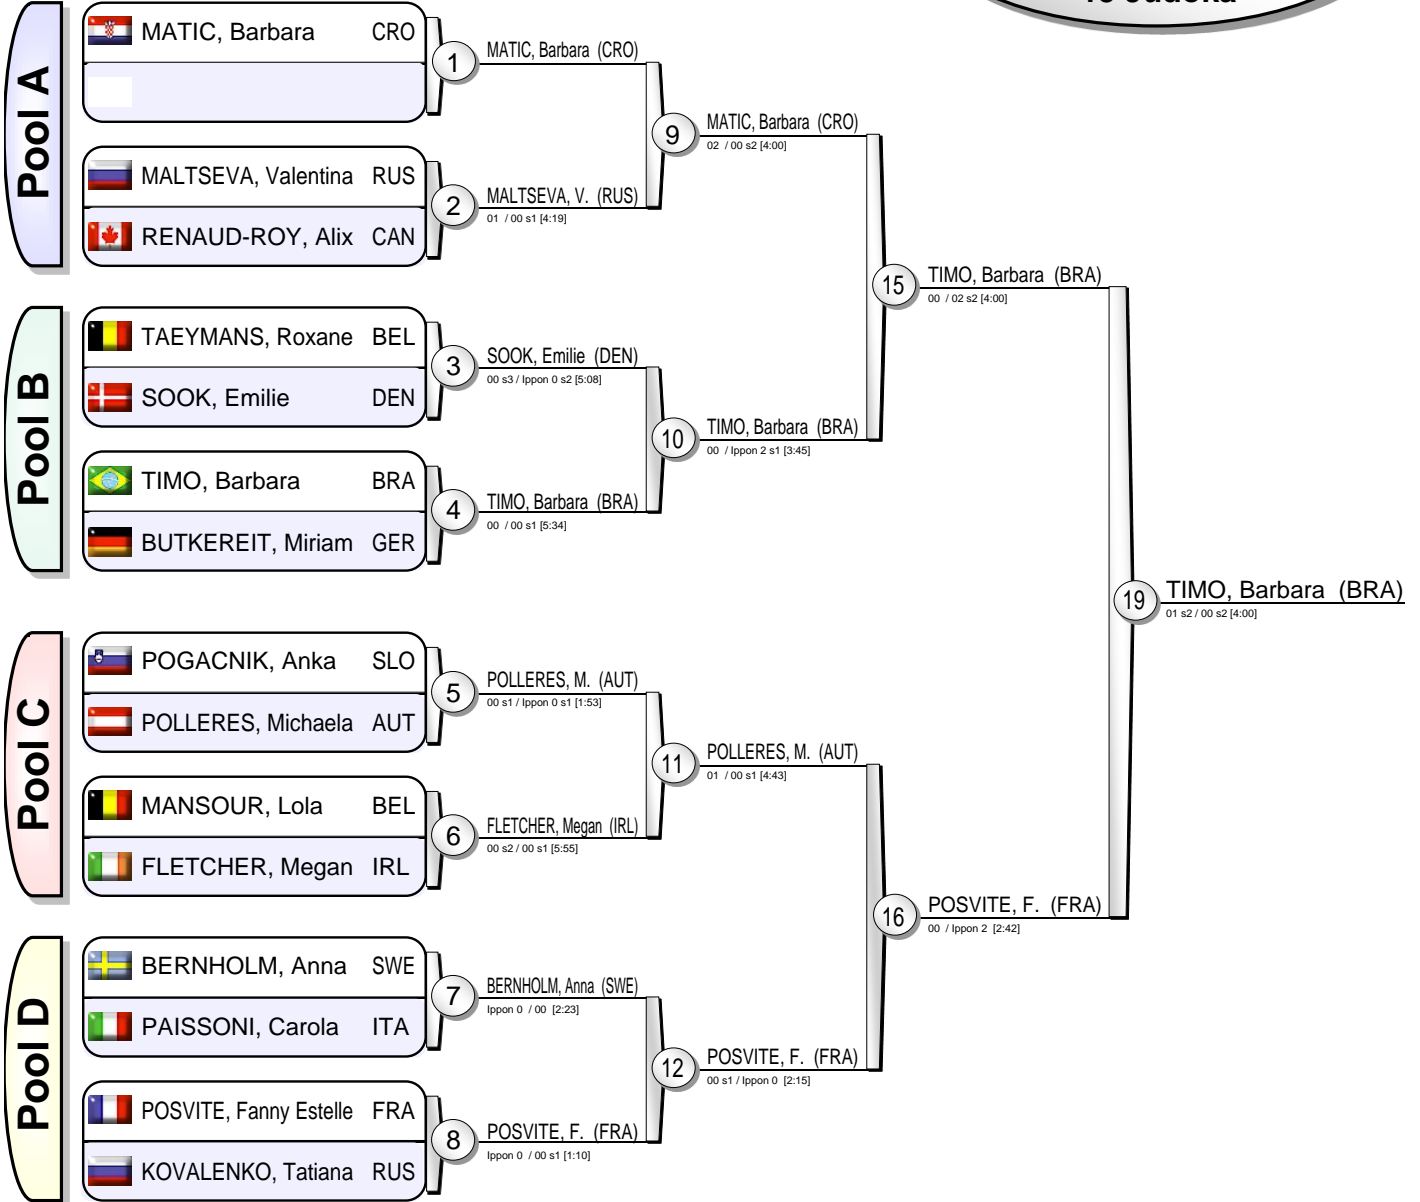 Pool A
MATIC, Barbara CRO
MALTSEVA, Valentina RUS
RENAUD-ROY, Alix CAN
Pool B
TAEYMANS, Roxane BEL
SOOK, Emilie DEN
TIMO, Barbara BRA
BUTKEREIT, Miriam GER
Pool C
POGACNIK, Anka SLO
POLLERES, Michaela AUT
MANSOUR, Lola BEL
FLETCHER, Megan IRL
Pool D
BERNHOLM, Anna SWE
PAISSONI, Carola ITA
POSVITE, Fanny Estelle FRA
KOVALENKO, Tatiana RUS
1
MATIC, Barbara (CRO)
2
MALTSEVA, V. (RUS)
01 / 00 s1 [4:19]
3
SOOK, Emilie (DEN)
00 s3 / Ippon 0 s2 [5:08]
4
TIMO, Barbara (BRA)
00 / 00 s1 [5:34]
5
POLLERES, M. (AUT)
00 s1 / Ippon 0 s1 [1:53]
6
FLETCHER, Megan (IRL)
00 s2 / 00 s1 [5:55]
7
BERNHOLM, Anna (SWE)
Ippon 0 / 00 [2:23]
8
POSVITE, F. (FRA)
Ippon 0 / 00 s1 [1:10]
9
MATIC, Barbara (CRO)
02 / 00 s2 [4:00]
10
TIMO, Barbara (BRA)
00 / Ippon 2 s1 [3:45]
11
POLLERES, M. (AUT)
01 / 00 s1 [4:43]
12
POSVITE, F. (FRA)
00 s1 / Ippon 0 [2:15]
15
TIMO, Barbara (BRA)
00 / 02 s2 [4:00]
16
POSVITE, F. (FRA)
00 / Ippon 2 [2:42]
19
TIMO, Barbara (BRA)
01 s2 / 00 s2 [4:00]